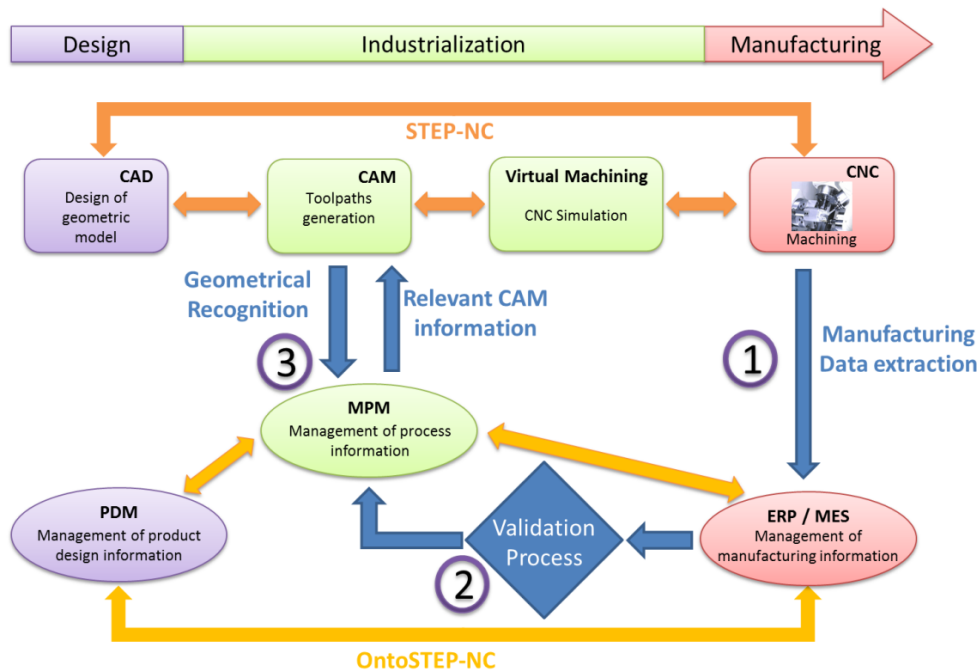 Design
Industrialization
Manufacturing
STEP-NC
CAD
Design of
geometric
model
CAM
Toolpaths
generation
Virtual Machining
CNC Simulation
CNC
Machining
Geometrical
Recognition
Relevant CAM
information
3
1
Manufacturing
Data extraction
MPM
Management of process
information
PDM
Management of product
design information
Validation
Process
2
ERP / MES
Management of
manufacturing information
OntoSTEP-NC